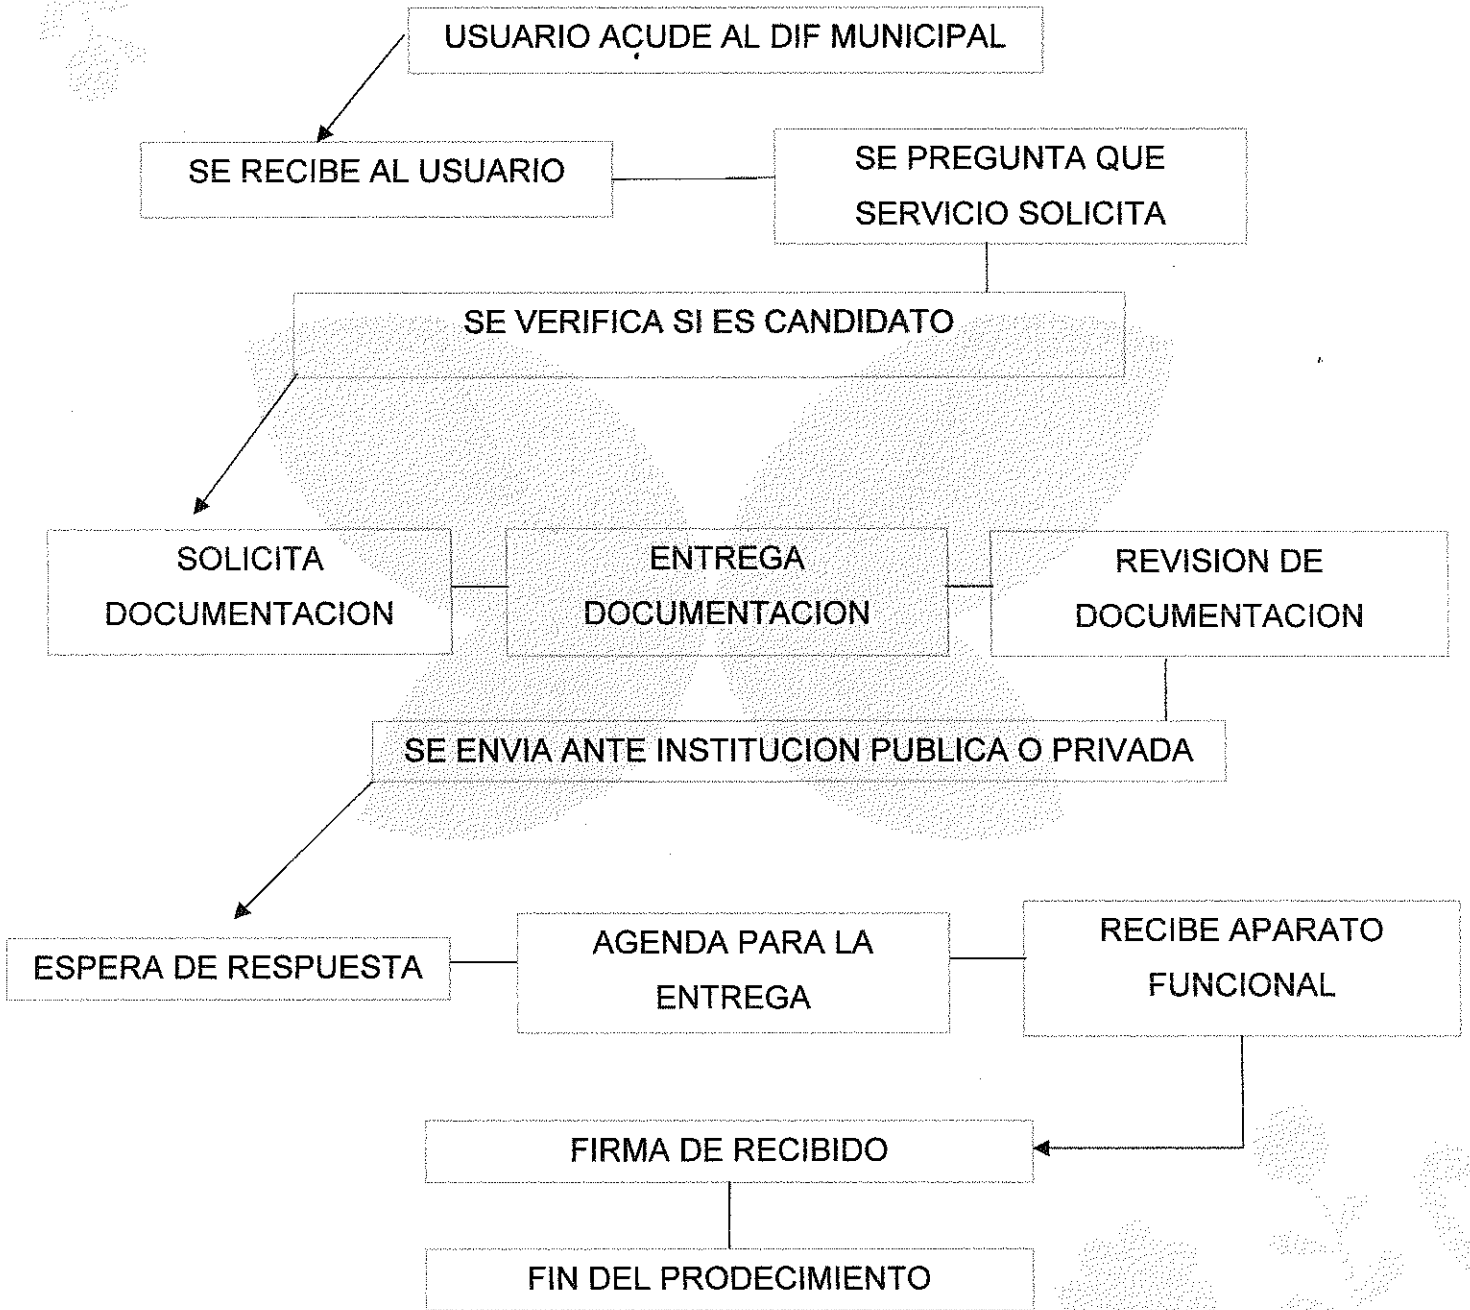 USUARIO ACUDE AL DIF MUNICIPAL
SE RECIBE AL USUARIO
SE PREGUNTA QUE
SERVICIO SOLICITA
SE VERIFICA SI ES CANDIDATO
SOLICITA
DOCUMENTACION
ENTREGA
DOCUMENTACION
REVISION DE
DOCUMENTACION
SE ENVIA ANTE INSTITUCION PUBLICA O PRIVADA
ESPERA DE RESPUESTA
AGENDA PARA LA
ENTREGA
RECIBE APARATO
FUNCIONAL
FIRMA DE RECIBIDO
FIN DEL PRODECIMIENTO